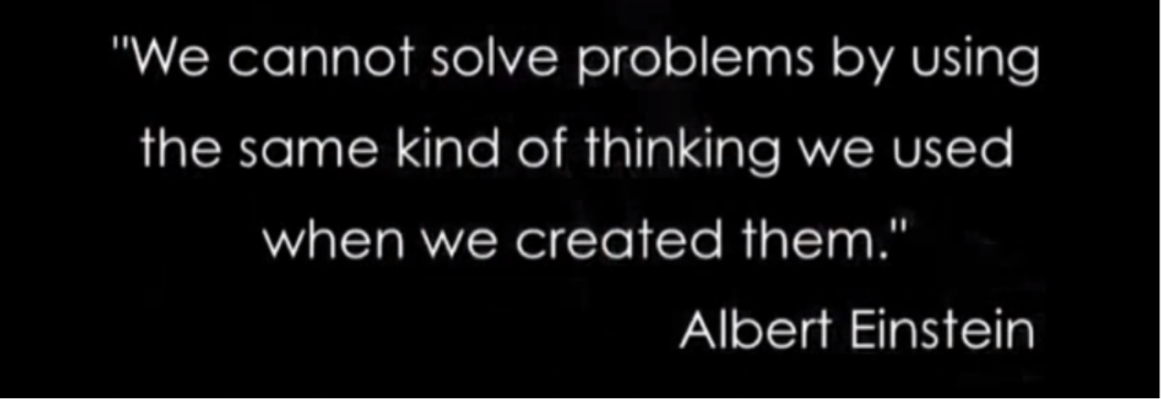 "We cannot solve problems by using
the same kind of thinking we used
when we created them."
Albert Einstein